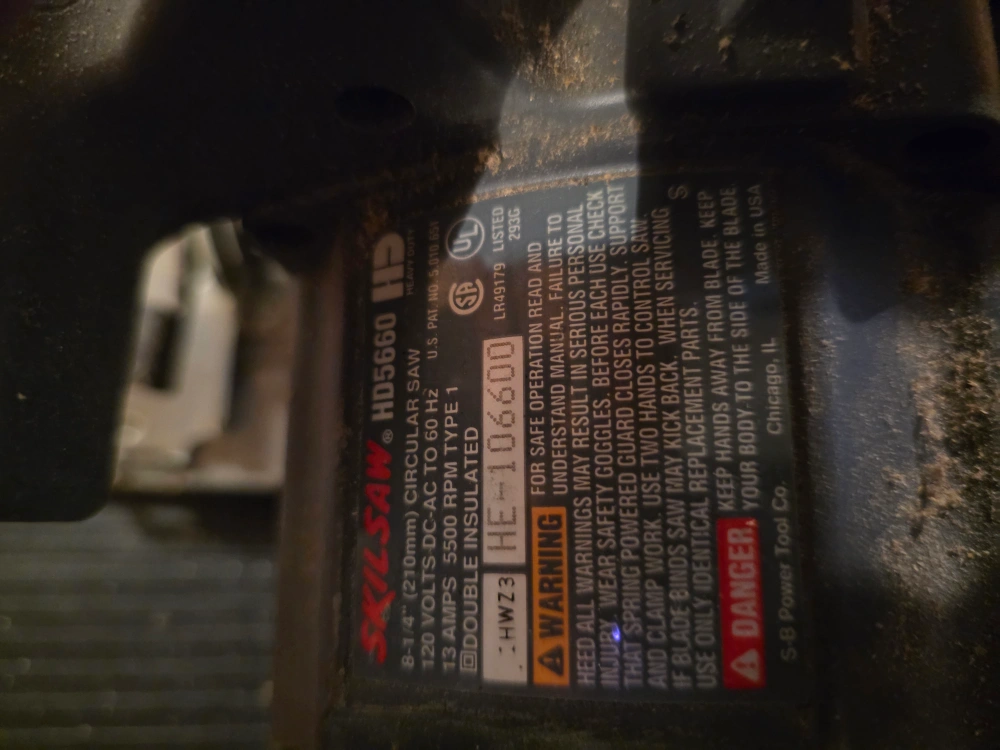 SKILSAW® HD5660 HD
HEAVY DUTY
8-1/4" (210mm) CIRCULAR SAW
120 VOLTS DC-AC TO 60 Hz U.S. PAT. NO.
13 AMPS 5500 RPM TYPE 1
DOUBLE INSULATED
SA UL
HWZ3 HE 106600 LR49179 LISTED
293G
WARNING FOR SAFE OPERATION READ AND
UNDERSTAND MANUAL. FAILURE TO
HEED ALL WARNINGS MAY RESULT IN SERIOUS PERSONAL
INJURY. WEAR SAFETY GOGGLES. BEFORE EACH USE CHECK
THAT SPRING POWERED GUARD CLOSES RAPIDLY. SUPPORT
AND CLAMP WORK. USE TWO HANDS TO CONTROL SAW.
IF BLADE BINDS SAW MAY KICK BACK. WHEN SERVICING
USE ONLY IDENTICAL REPLACEMENT PARTS. S
DANGER, KEEP HANDS AWAY FROM BLADE. KEEP
YOUR BODY TO THE SIDE OF THE BLADE
S-B Power Tool Co. Chicago, IL Made in USA